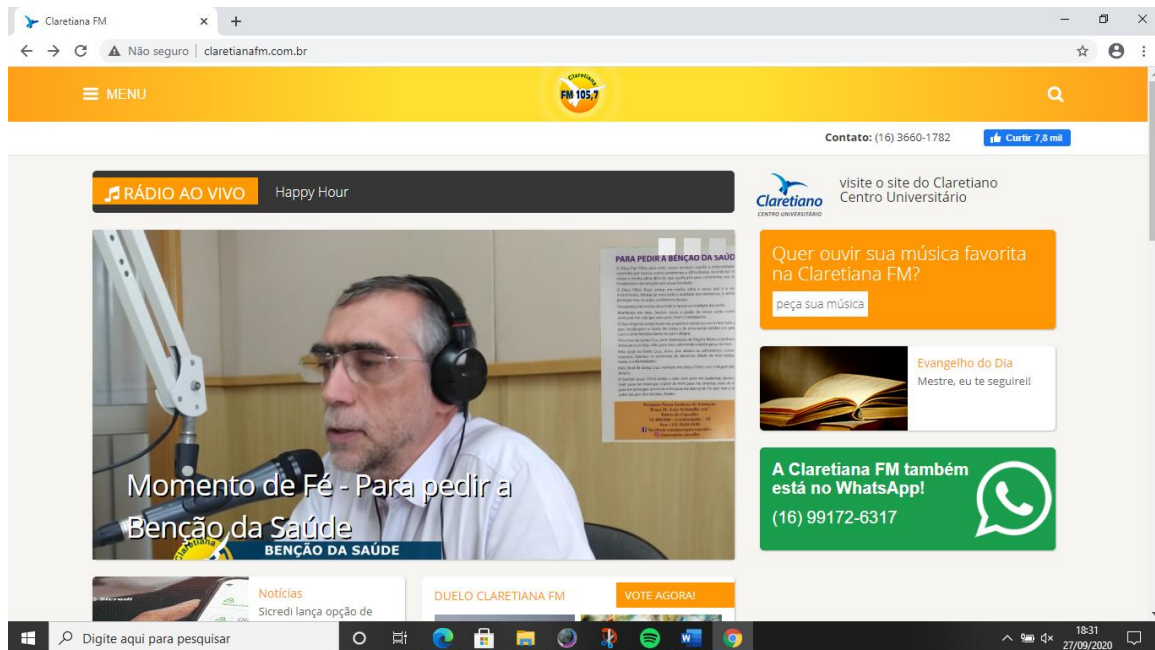 Claretiana FM
Não seguro | claretianafm.com.br
MENU
Claretiana
FM 105,7
Contato: (16) 3660-1782
Curtir 7,8 mil
RÁDIO AO VIVO
Happy Hour
Claretiano
CENTRO UNIVERSITÁRIO
visite o site do Claretiano
Centro Universitário
PARA PEDIR A BENÇÃO DA SAÚD
Momento de Fé - Para pedir a
Benção da Saúde
Claretiana
BENÇÃO DA SAÚDE
Quer ouvir sua música favorita
na Claretiana FM?
peça sua música
Evangelho do Dia
Mestre, eu te seguirei!
A Claretiana FM também
está no WhatsApp!
(16) 99172-6317
Sicredi
Notícias
Sicredi lança opção de
DUELO CLARETIANA FM
VOTE AGORA!
Digite aqui para pesquisar
18:31
27/09/2020